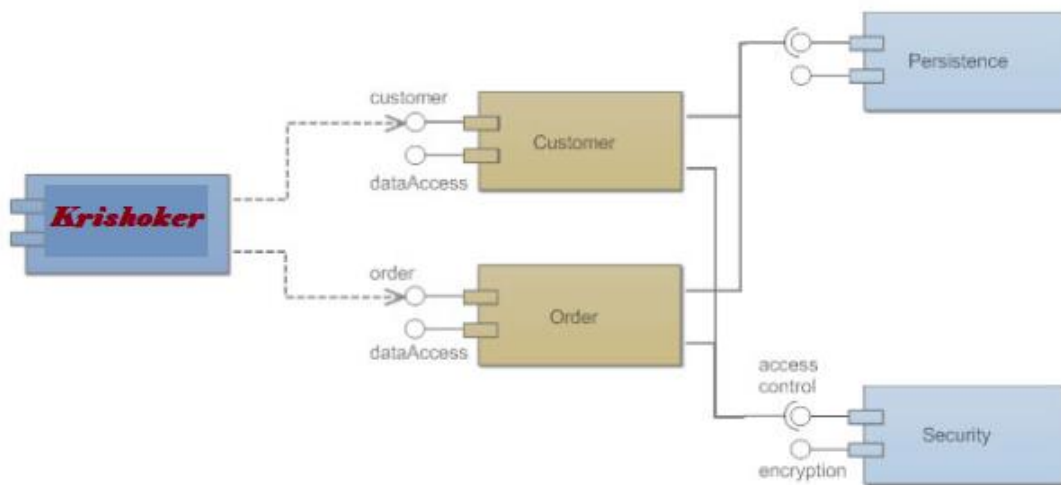 customer
Customer
dataAccess
Persistence
Krishoker
order
Order
dataAccess
access
control
Security
encryption